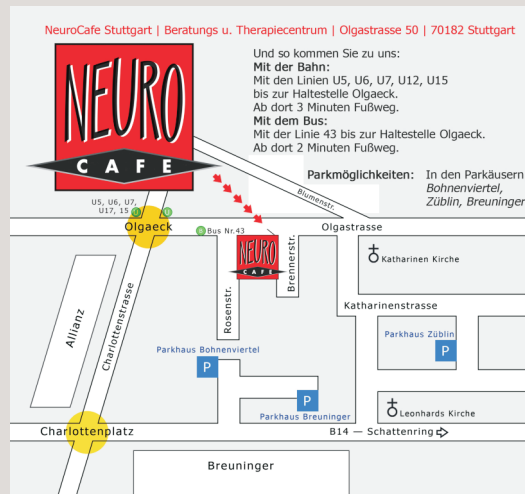 NeuroCafe Stuttgart | Beratungs u. Therapiecentrum | Olgastrasse 50 | 70182 Stuttgart
NEURO
CAFE
Und so kommen Sie zu uns:
Mit der Bahn:
Mit den Linien U5, U6, U7, U12, U15
bis zur Haltestelle Olgaeck.
Ab dort 3 Minuten Fußweg.
Mit dem Bus:
Mit der Linie 43 bis zur Haltestelle Olgaeck.
Ab dort 2 Minuten Fußweg.
Parkmöglichkeiten: In den Parkäusern
Bohnenviertel,
Züblin, Breuninger
Blumenstr.
U5, U6, U7,
U17, 15
U
U
Olgaeck
Bus Nr.43
Olgastrasse
NEURO
CAFE
Brennerstr.
Rosenstr.
Katharinen Kirche
Allianz
Charlottenstrasse
Katharinenstrasse
Parkhaus Züblin
P
Parkhaus Bohnenviertel
P
P
Parkhaus Breuninger
Leonhards Kirche
Charlottenplatz
B14 — Schattenring
Breuninger